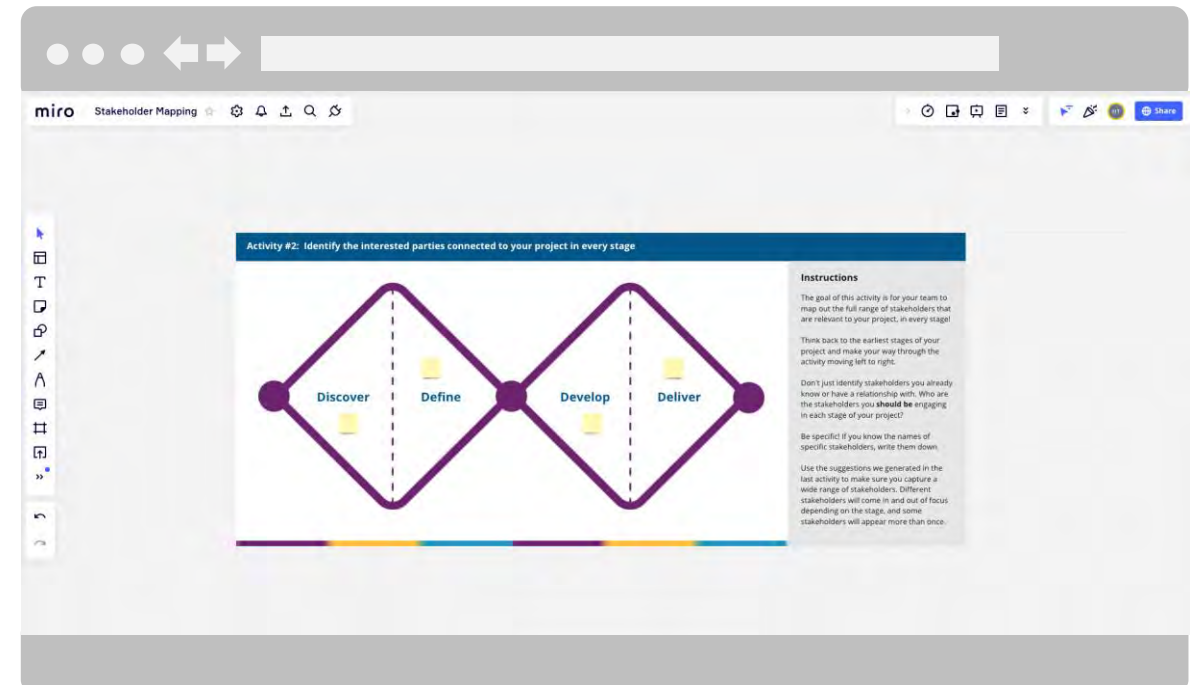 miro
Stakeholder Mapping
Share
Activity #2: Identify the interested parties connected to your project in every stage
Discover
Define
Develop
Deliver
Instructions
The goal of this activity is for your team to
map out the full range of stakeholders that
are relevant to your project, in every stage!
Think back to the earliest stages of your
project and make your way through the
activity moving left to right.
Don't just identify stakeholders you already
know or have a relationship with. Who are
the stakeholders you should be engaging
in each stage of your project?
Be specific! If you know the names of
specific stakeholders, write them down.
Use the suggestions we generated in the
last activity to make sure you capture a
wide range of stakeholders. Different
stakeholders will come in and out of focus
depending on the stage, and some
stakeholders will appear more than once.